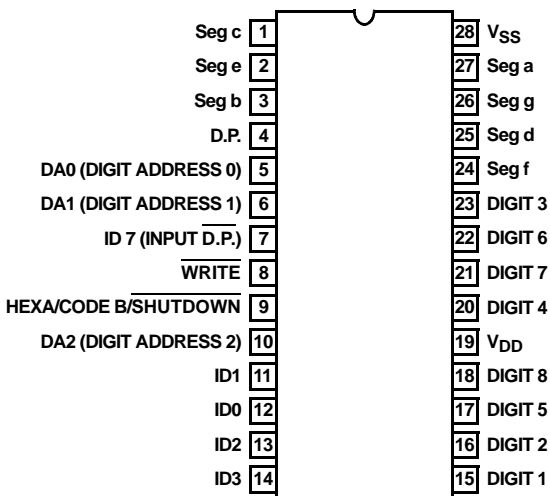 Seg c 1
Seg e 2
Seg b 3
D.P. 4
DA0 (DIGIT ADDRESS 0) 5
DA1 (DIGIT ADDRESS 1) 6
ID 7 (INPUT D.P.) 7
WRITE 8
HEXA/CODE B/SHUTDOWN 9
DA2 (DIGIT ADDRESS 2) 10
ID1 11
ID0 12
ID2 13
ID3 14
28 VSS
27 Seg a
26 Seg g
25 Seg d
24 Seg f
23 DIGIT 3
22 DIGIT 6
21 DIGIT 7
20 DIGIT 4
19 VDD
18 DIGIT 8
17 DIGIT 5
16 DIGIT 2
15 DIGIT 1